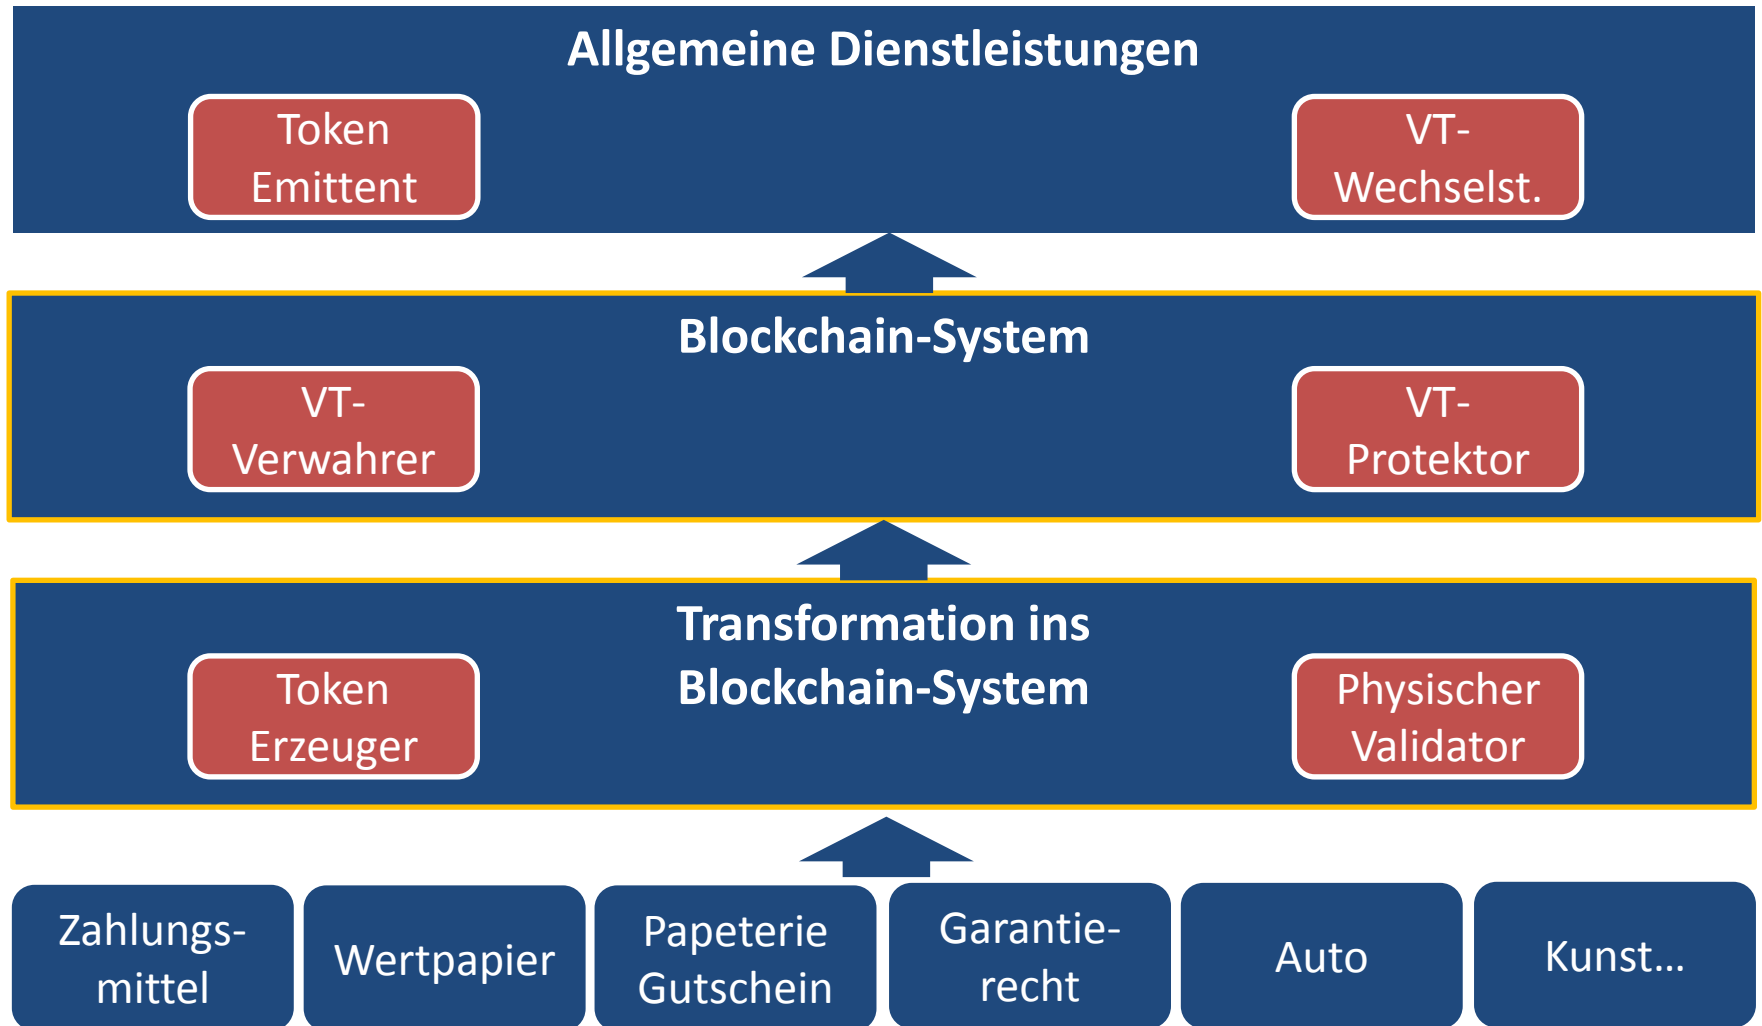 Allgemeine Dienstleistungen
Token
Emittent
VT-
Wechselst.
Blockchain-System
VT-
Verwahrer
VT-
Protektor
Transformation ins
Blockchain-System
Token
Erzeuger
Physischer
Validator
Zahlungs-
mittel
Wertpapier
Papeterie
Gutschein
Garantie-
recht
Auto
Kunst...